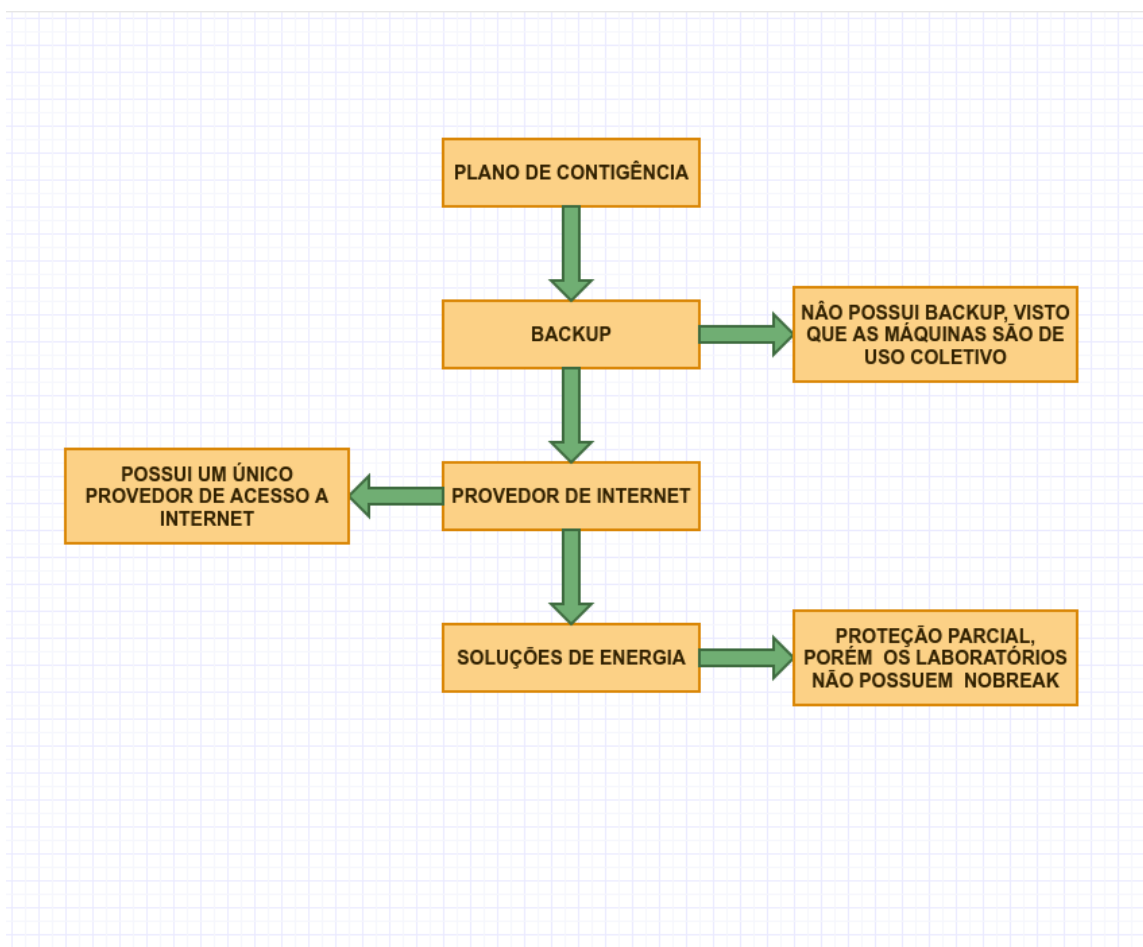 PLANO DE CONTIGÊNCIA
BACKUP
NÂO POSSUI BACKUP, VISTO
QUE AS MÁQUINAS SÃO DE
USO COLETIVO
POSSUI UM ÚNICO
PROVEDOR DE ACESSO A
INTERNET
PROVEDOR DE INTERNET
SOLUÇÕES DE ENERGIA
PROTEÇÃO PARCIAL,
PORÉM  OS LABORATÓRIOS
NÃO POSSUEM  NOBREAK